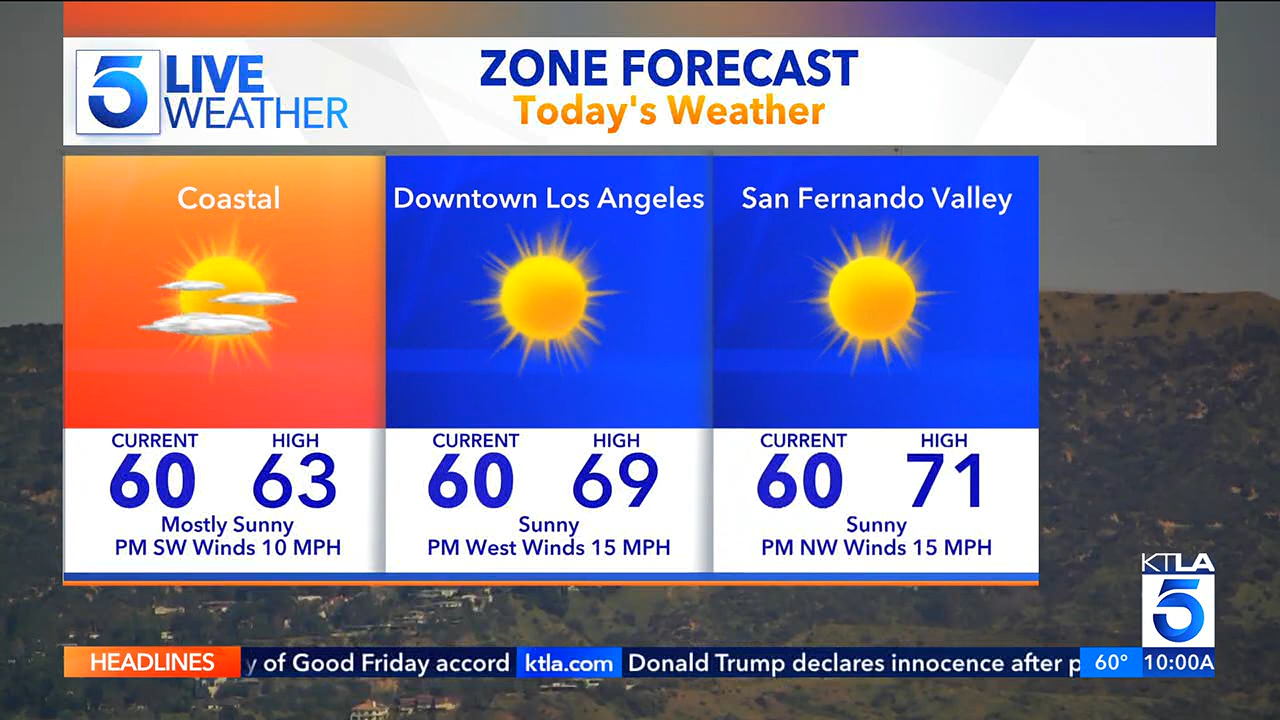 5 LIVE
WEATHER
ZONE FORECAST
Today's Weather
Coastal
CURRENT HIGH
60 63
Mostly Sunny
PM SW Winds 10 MPH
Downtown Los Angeles
CURRENT HIGH
60 69
Sunny
PM West Winds 15 MPH
San Fernando Valley
CURRENT HIGH
60 71
Sunny
PM NW Winds 15 MPH
KTLA
5
HEADLINES y of Good Friday accord ktla.com Donald Trump declares innocence after p 60° 10:00A